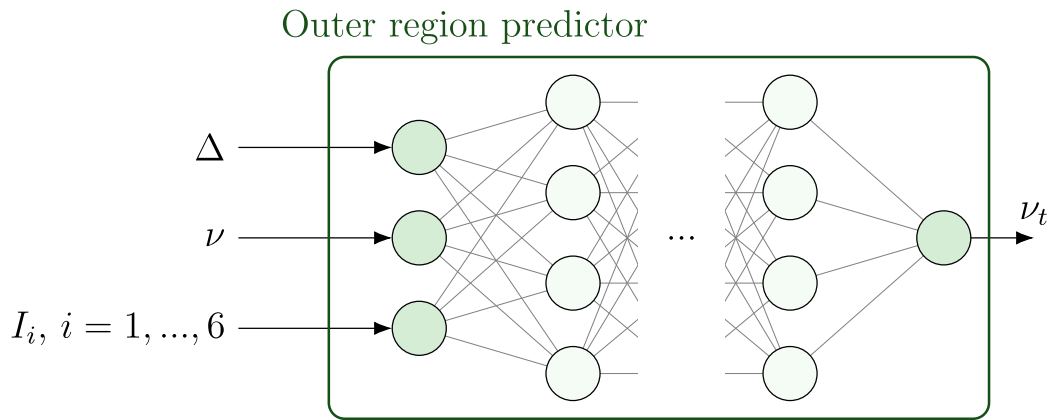 Outer region predictor
Δ
ν
I_i, i = 1, ..., 6
...
ν_t